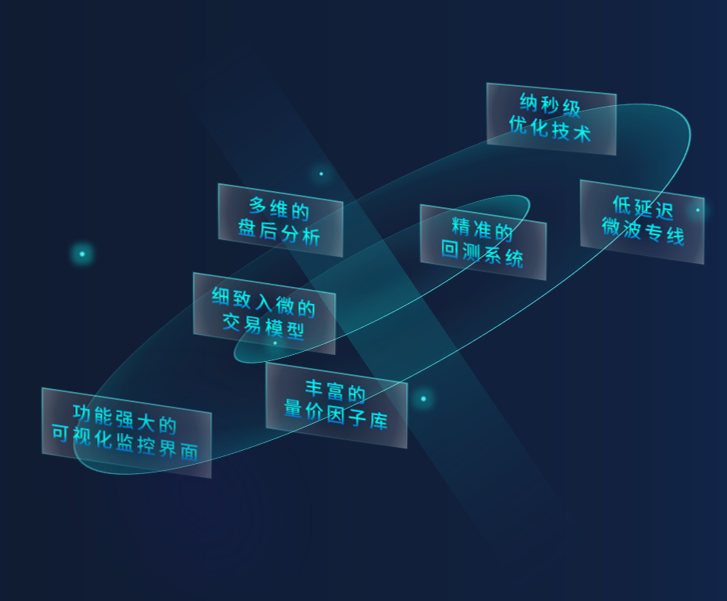 纳秒级
优化技术
多维的
盘后分析
低延迟
微波专线
精准的
回测系统
细致入微的
交易模型
丰富的
量价因子库
功能强大的
可视化监控界面